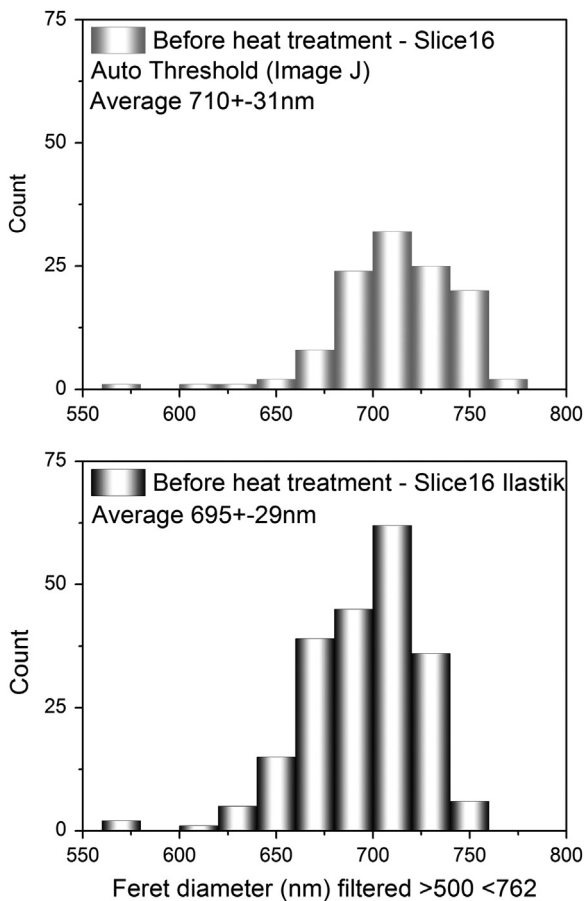 75
Before heat treatment - Slice16
Auto Threshold (Image J)
Average 710+-31nm
50
Count
25
0
550 600 650 700 750 800
75
Before heat treatment - Slice16 Ilastik
Average 695+-29nm
50
Count
25
0
550 600 650 700 750 800
Feret diameter (nm) filtered >500 <762